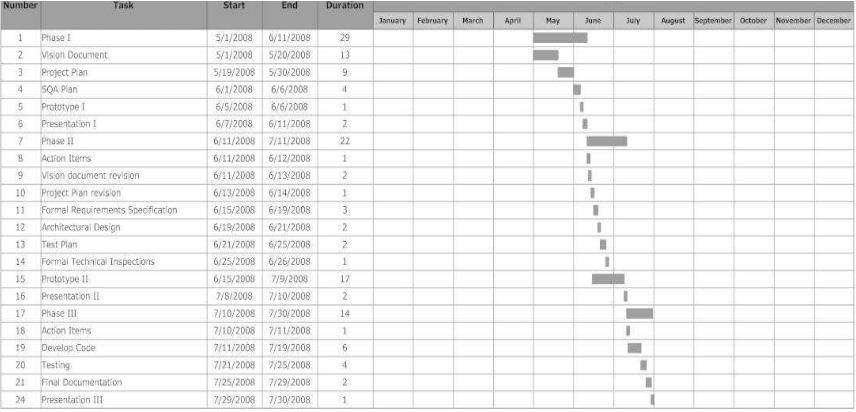 Number Task Start End Duration
January February March April May June July August September October November December
1 Phase I 5/1/2008 6/11/2008 29
2 Vision Document 5/1/2008 5/20/2008 13
3 Project Plan 5/19/2008 5/30/2008 9
4 SQA Plan 6/1/2008 6/6/2008 4
5 Prototype I 6/5/2008 6/6/2008 1
6 Presentation I 6/7/2008 6/11/2008 2
7 Phase II 6/11/2008 7/11/2008 22
8 Action Items 6/11/2008 6/12/2008 1
9 Vision document revision 6/11/2008 6/13/2008 2
10 Project Plan revision 6/13/2008 6/14/2008 1
11 Formal Requirements Specification 6/15/2008 6/19/2008 3
12 Architectural Design 6/19/2008 6/21/2008 2
13 Test Plan 6/21/2008 6/25/2008 2
14 Formal Technical Inspections 6/25/2008 6/26/2008 1
15 Prototype II 6/15/2008 7/9/2008 17
16 Presentation II 7/8/2008 7/10/2008 2
17 Phase III 7/10/2008 7/30/2008 14
18 Action Items 7/10/2008 7/11/2008 1
19 Develop Code 7/11/2008 7/19/2008 6
20 Testing 7/21/2008 7/25/2008 4
21 Final Documentation 7/25/2008 7/29/2008 2
24 Presentation III 7/29/2008 7/30/2008 1